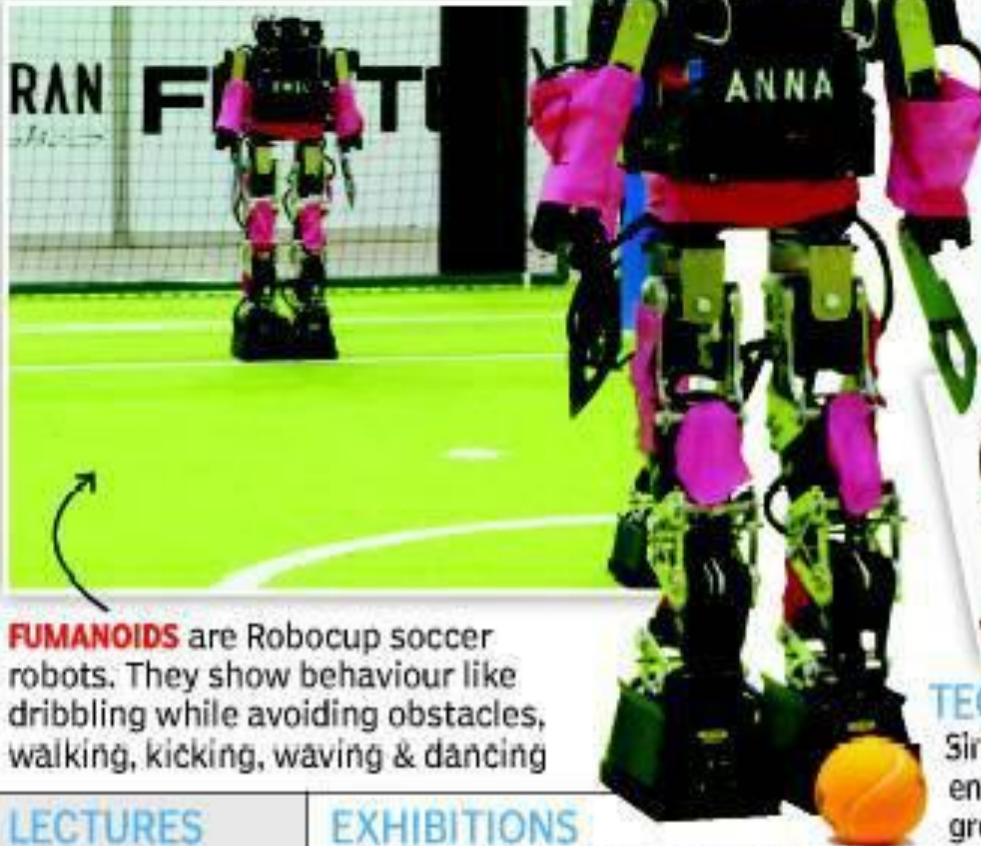 RAN
ANNA
FUMANOIDS are Robocup soccer
robots. They show behaviour like
dribbling while avoiding obstacles,
walking, kicking, waving & dancing
LECTURES
EXHIBITIONS